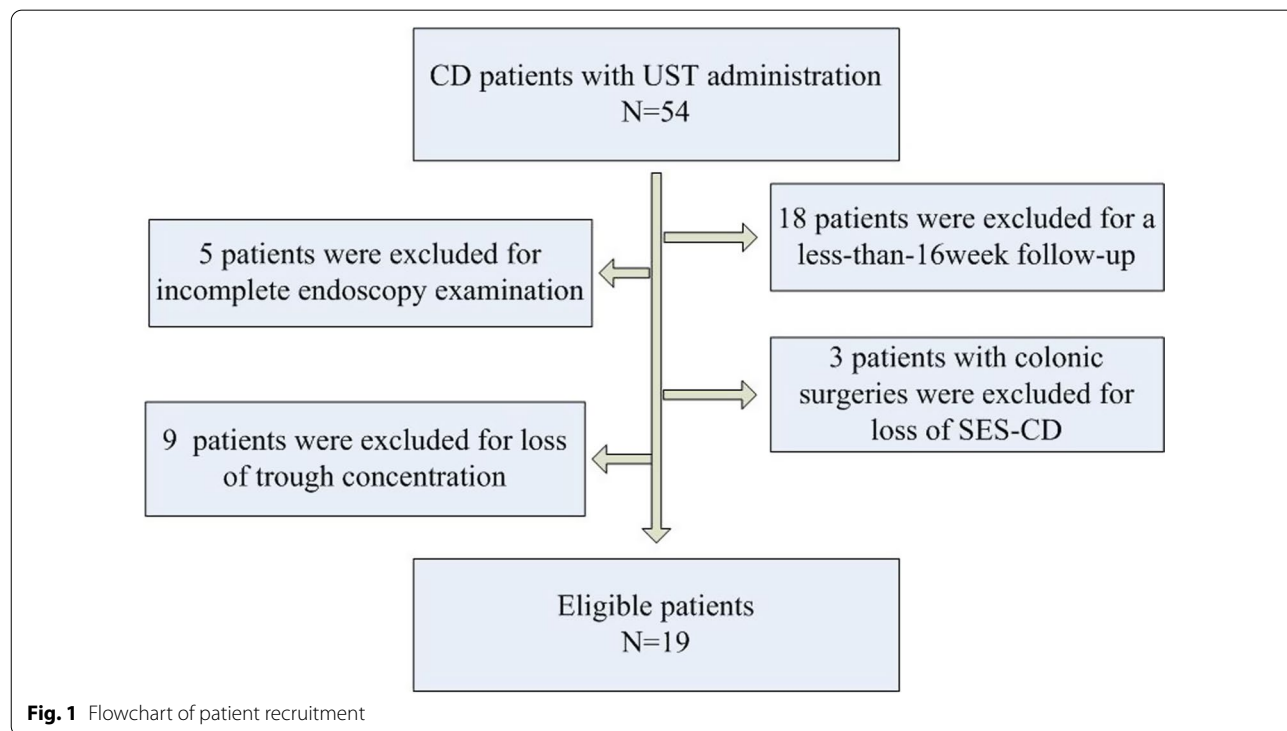 CD patients with UST administration
N=54
18 patients were excluded for a
less-than-16week follow-up
5 patients were excluded for
incomplete endoscopy examination
3 patients with colonic
surgeries were excluded for
loss of SES-CD
9 patients were excluded for loss
of trough concentration
Eligible patients
N=19
Fig. 1 Flowchart of patient recruitment